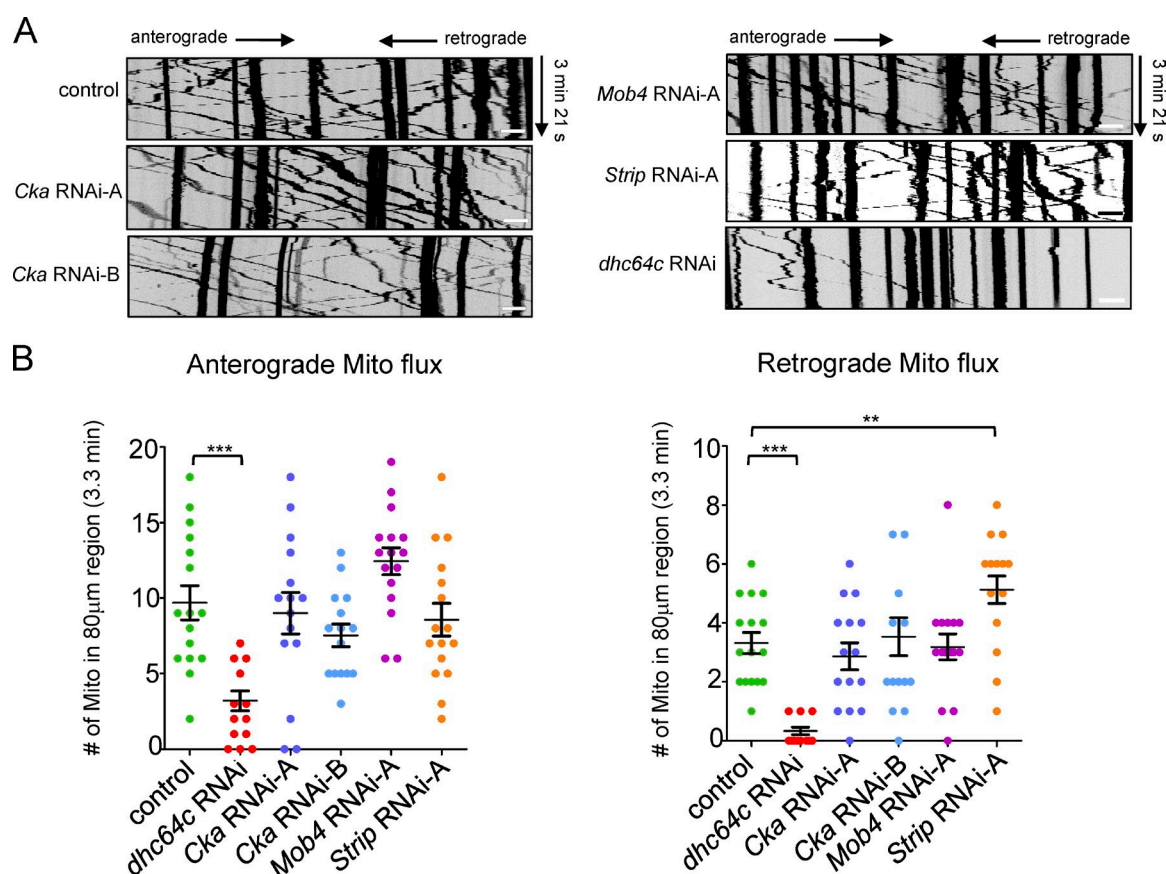 A
anterograde
retrograde
control
Cka RNAi-A
Cka RNAi-B
3 min 21 s
anterograde
retrograde
Mob4 RNAi-A
Strip RNAi-A
dhc64c RNAi
3 min 21 s
B
Anterograde Mito flux
# of Mito in 80μm region (3.3 min)
20
15
10
5
0
***
control
dhc64c RNAi
Cka RNAi-A
Cka RNAi-B
Mob4 RNAi-A
Strip RNAi-A
Retrograde Mito flux
# of Mito in 80μm region (3.3 min)
10
8
6
4
2
0
**
***
control
dhc64c RNAi
Cka RNAi-A
Cka RNAi-B
Mob4 RNAi-A
Strip RNAi-A